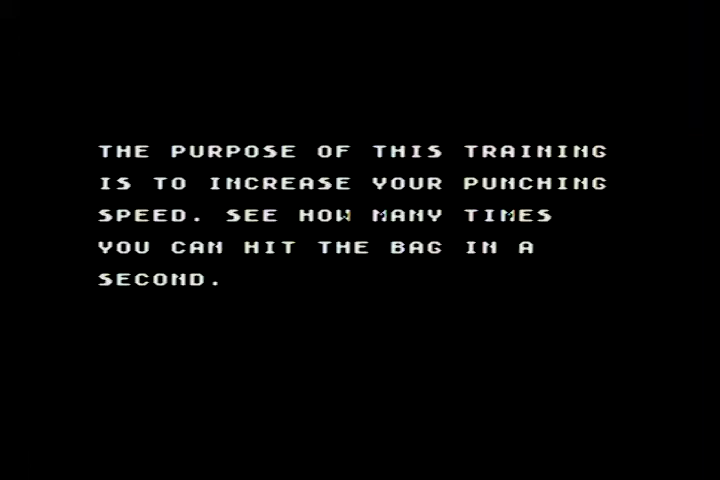 THE PURPOSE OF THIS TRAINING
IS TO INCREASE YOUR PUNCHING
SPEED. SEE HOW MANY TIMES
YOU CAN HIT THE BAG IN A
SECOND.